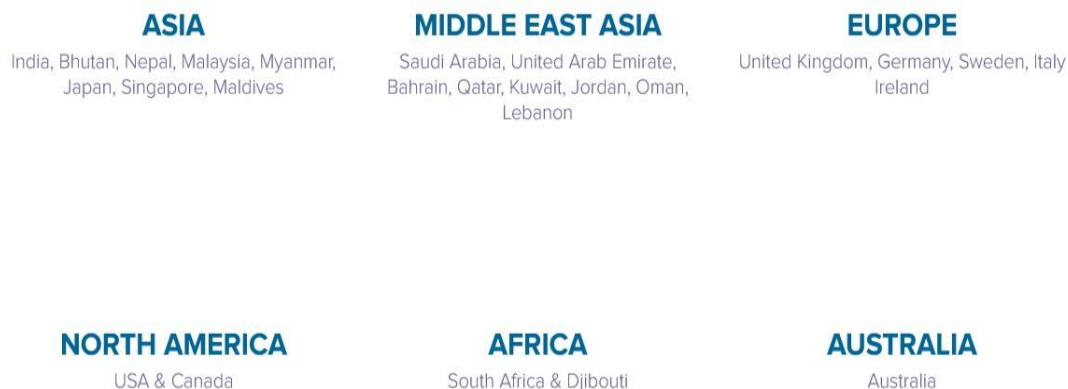 ASIA
India, Bhutan, Nepal, Malaysia, Myanmar,
Japan, Singapore, Maldives
MIDDLE EAST ASIA
Saudi Arabia, United Arab Emirate,
Bahrain, Qatar, Kuwait, Jordan, Oman,
Lebanon
EUROPE
United Kingdom, Germany, Sweden, Italy
Ireland
NORTH AMERICA
USA & Canada
AFRICA
South Africa & Djibouti
AUSTRALIA
Australia